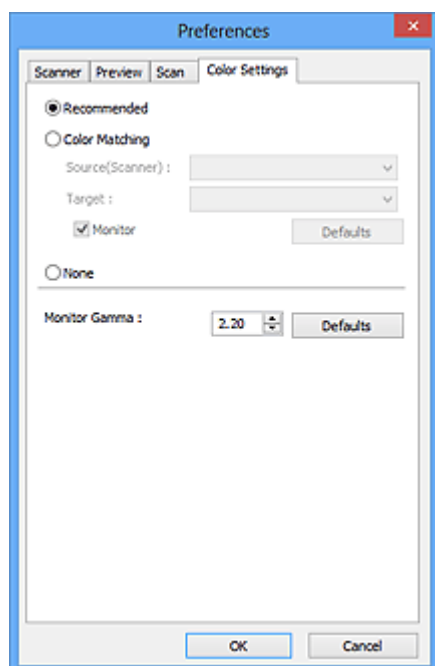 Preferences
Scanner Preview Scan Color Settings
Recommended
Color Matching
Source(Scanner) :
Target :
Monitor Defaults
None
Monitor Gamma : 2.20 Defaults
OK Cancel